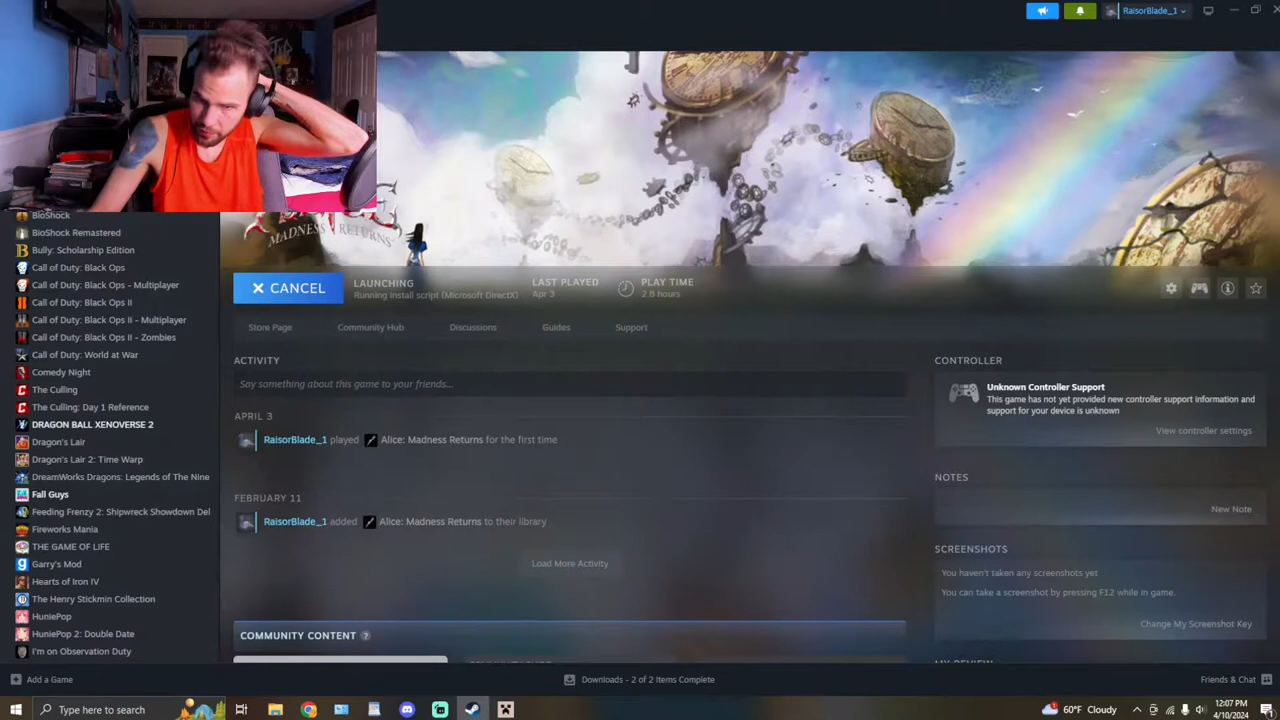 RaisorBlade_1
MADNESS RETURNS
CANCEL
LAUNCHING
Running install script (Microsoft DirectX)
LAST PLAYED
Apr 3
PLAY TIME
2.8 hours
Store Page
Community Hub
Discussions
Guides
Support
BioShock
BioShock Remastered
Bully: Scholarship Edition
Call of Duty: Black Ops
Call of Duty: Black Ops - Multiplayer
Call of Duty: Black Ops II
Call of Duty: Black Ops II - Multiplayer
Call of Duty: Black Ops II - Zombies
Call of Duty: World at War
Comedy Night
The Culling
The Culling: Day 1 Reference
DRAGON BALL XENOVERSE 2
Dragon's Lair
Dragon's Lair 2: Time Warp
DreamWorks Dragons: Legends of The Nine
Fall Guys
Feeding Frenzy 2: Shipwreck Showdown Del
Fireworks Mania
THE GAME OF LIFE
Garry's Mod
Hearts of Iron IV
The Henry Stickmin Collection
HuniePop
HuniePop 2: Double Date
I'm on Observation Duty
ACTIVITY
Say something about this game to your friends...
APRIL 3
RaisorBlade_1 played Alice: Madness Returns for the first time
FEBRUARY 11
RaisorBlade_1 added Alice: Madness Returns to their library
Load More Activity
COMMUNITY CONTENT ?
CONTROLLER
Unknown Controller Support
This game has not yet provided new controller support information and
support for your device is unknown
View controller settings
NOTES
New Note
SCREENSHOTS
You haven't taken any screenshots yet
You can take a screenshot by pressing F12 while in game.
Change My Screenshot Key
MY REVIEW
Add a Game
Downloads - 2 of 2 Items Complete
Friends & Chat
Type here to search
60°F Cloudy
12:07 PM
4/10/2024